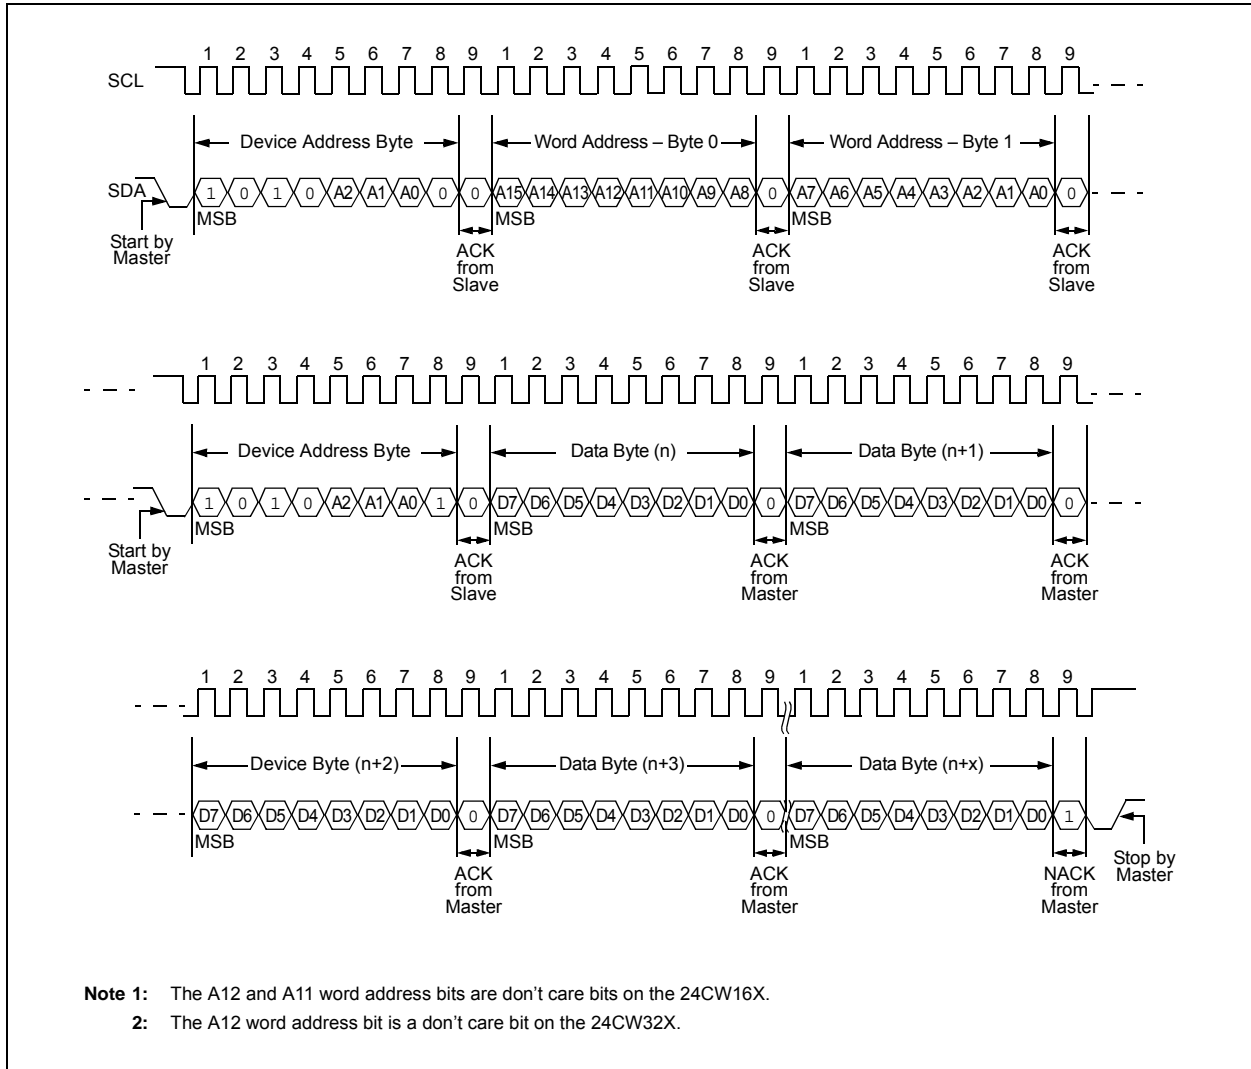 1 2 3 4 5 6 7 8 9 1 2 3 4 5 6 7 8 9 1 2 3 4 5 6 7 8 9
SCL
Device Address Byte Word Address – Byte 0 Word Address – Byte 1
SDA 1 0 1 0 A2 A1 A0 0 0 A15 A14 A13 A12 A11 A10 A9 A8 0 A7 A6 A5 A4 A3 A2 A1 A0 0
MSB MSB MSB
Start by
Master
ACK
from
Slave
ACK
from
Slave
ACK
from
Slave
1 2 3 4 5 6 7 8 9 1 2 3 4 5 6 7 8 9 1 2 3 4 5 6 7 8 9
Device Address Byte Data Byte (n) Data Byte (n+1)
1 0 1 0 A2 A1 A0 1 0 D7 D6 D5 D4 D3 D2 D1 D0 0 D7 D6 D5 D4 D3 D2 D1 D0 0
MSB MSB MSB
Start by
Master
ACK
from
Slave
ACK
from
Master
ACK
from
Master
1 2 3 4 5 6 7 8 9 1 2 3 4 5 6 7 8 9 1 2 3 4 5 6 7 8 9
Device Byte (n+2) Data Byte (n+3) Data Byte (n+x)
D7 D6 D5 D4 D3 D2 D1 D0 0 D7 D6 D5 D4 D3 D2 D1 D0 0 D7 D6 D5 D4 D3 D2 D1 D0 1
MSB MSB MSB
ACK
from
Master
ACK
from
Master
NACK
from
Master
Stop by
Master
Note 1: The A12 and A11 word address bits are don't care bits on the 24CW16X.
2: The A12 word address bit is a don't care bit on the 24CW32X.